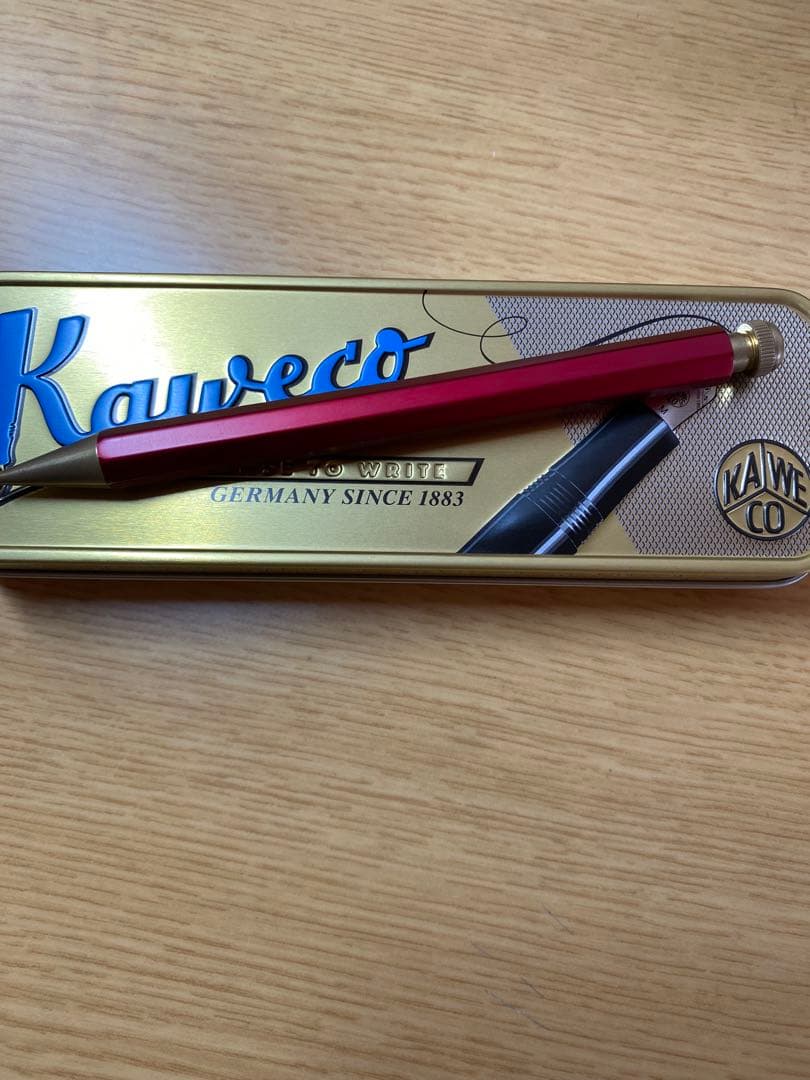 Kaweco
TO WRITE
GERMANY SINCE 1883
KA WE
CO